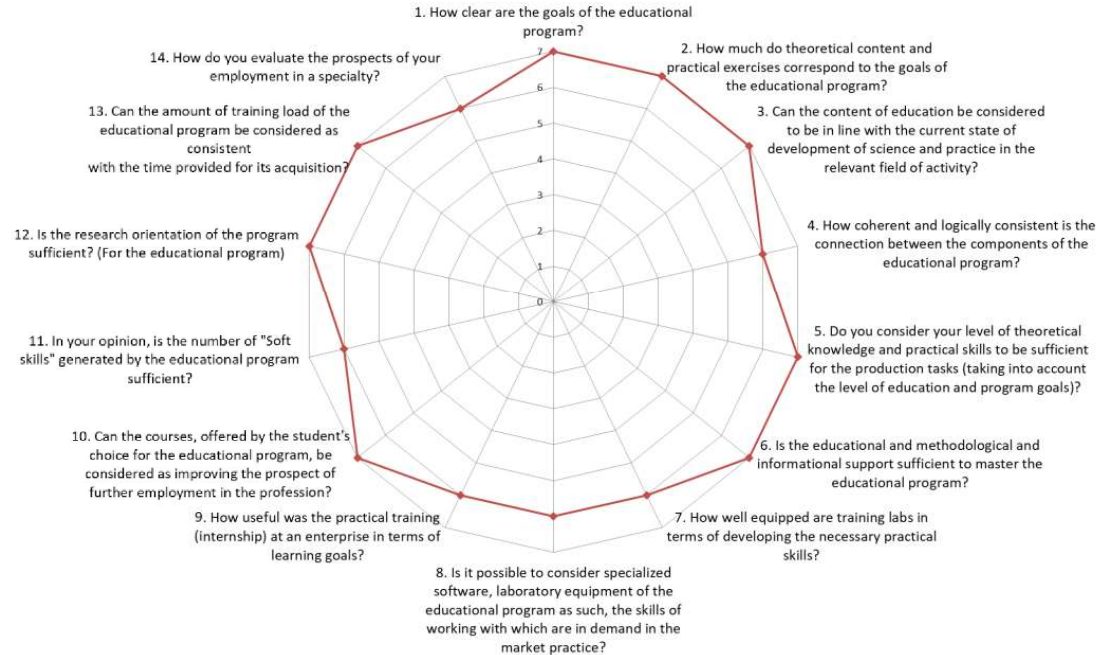 1. How clear are the goals of the educational
program?
2. How much do theoretical content and
practical exercises correspond to the goals of
the educational program?
3. Can the content of education be considered
to be in line with the current state of
development of science and practice in the
relevant field of activity?
4. How coherent and logically consistent is the
connection between the components of the
educational program?
5. Do you consider your level of theoretical
knowledge and practical skills to be sufficient
for the production tasks (taking into account
the level of education and program goals)?
6. Is the educational and methodological and
informational support sufficient to master the
educational program?
7. How well equipped are training labs in
terms of developing the necessary practical
skills?
8. Is it possible to consider specialized
software, laboratory equipment of the
educational program as such, the skills of
working with which are in demand in the
market practice?
9. How useful was the practical training
(internship) at an enterprise in terms of
learning goals?
10. Can the courses, offered by the student's
choice for the educational program, be
considered as improving the prospect of
further employment in the profession?
11. In your opinion, is the number of "Soft
skills" generated by the educational program
sufficient?
12. Is the research orientation of the program
sufficient? (For the educational program)
13. Can the amount of training load of the
educational program be considered as
consistent
with the time provided for its acquisition?
14. How do you evaluate the prospects of your
employment in a specialty?
7
6
5
4
3
2
1
0